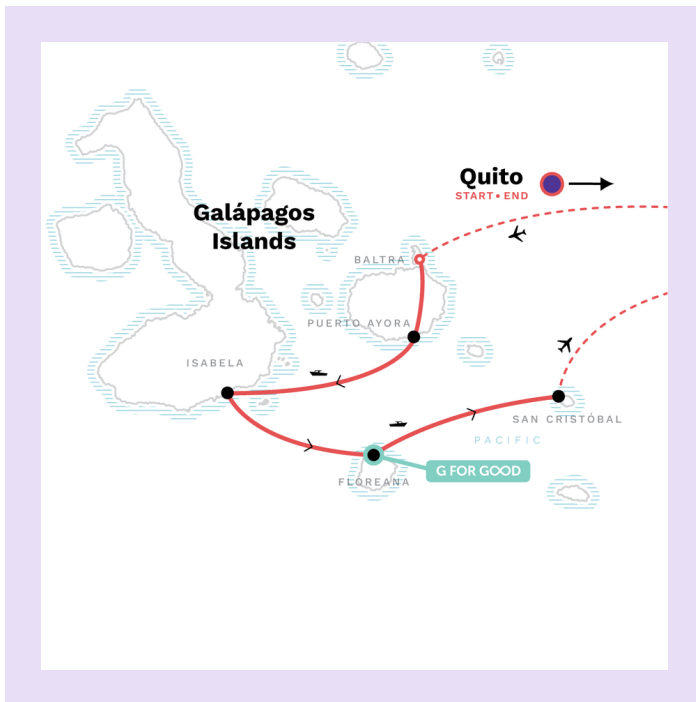 Quito
START • END
Galápagos
Islands
BALTRA
PUERTO AYORA
ISABELA
SAN CRISTÓBAL
PACIFIC
G FOR GOOD
FLOREANA